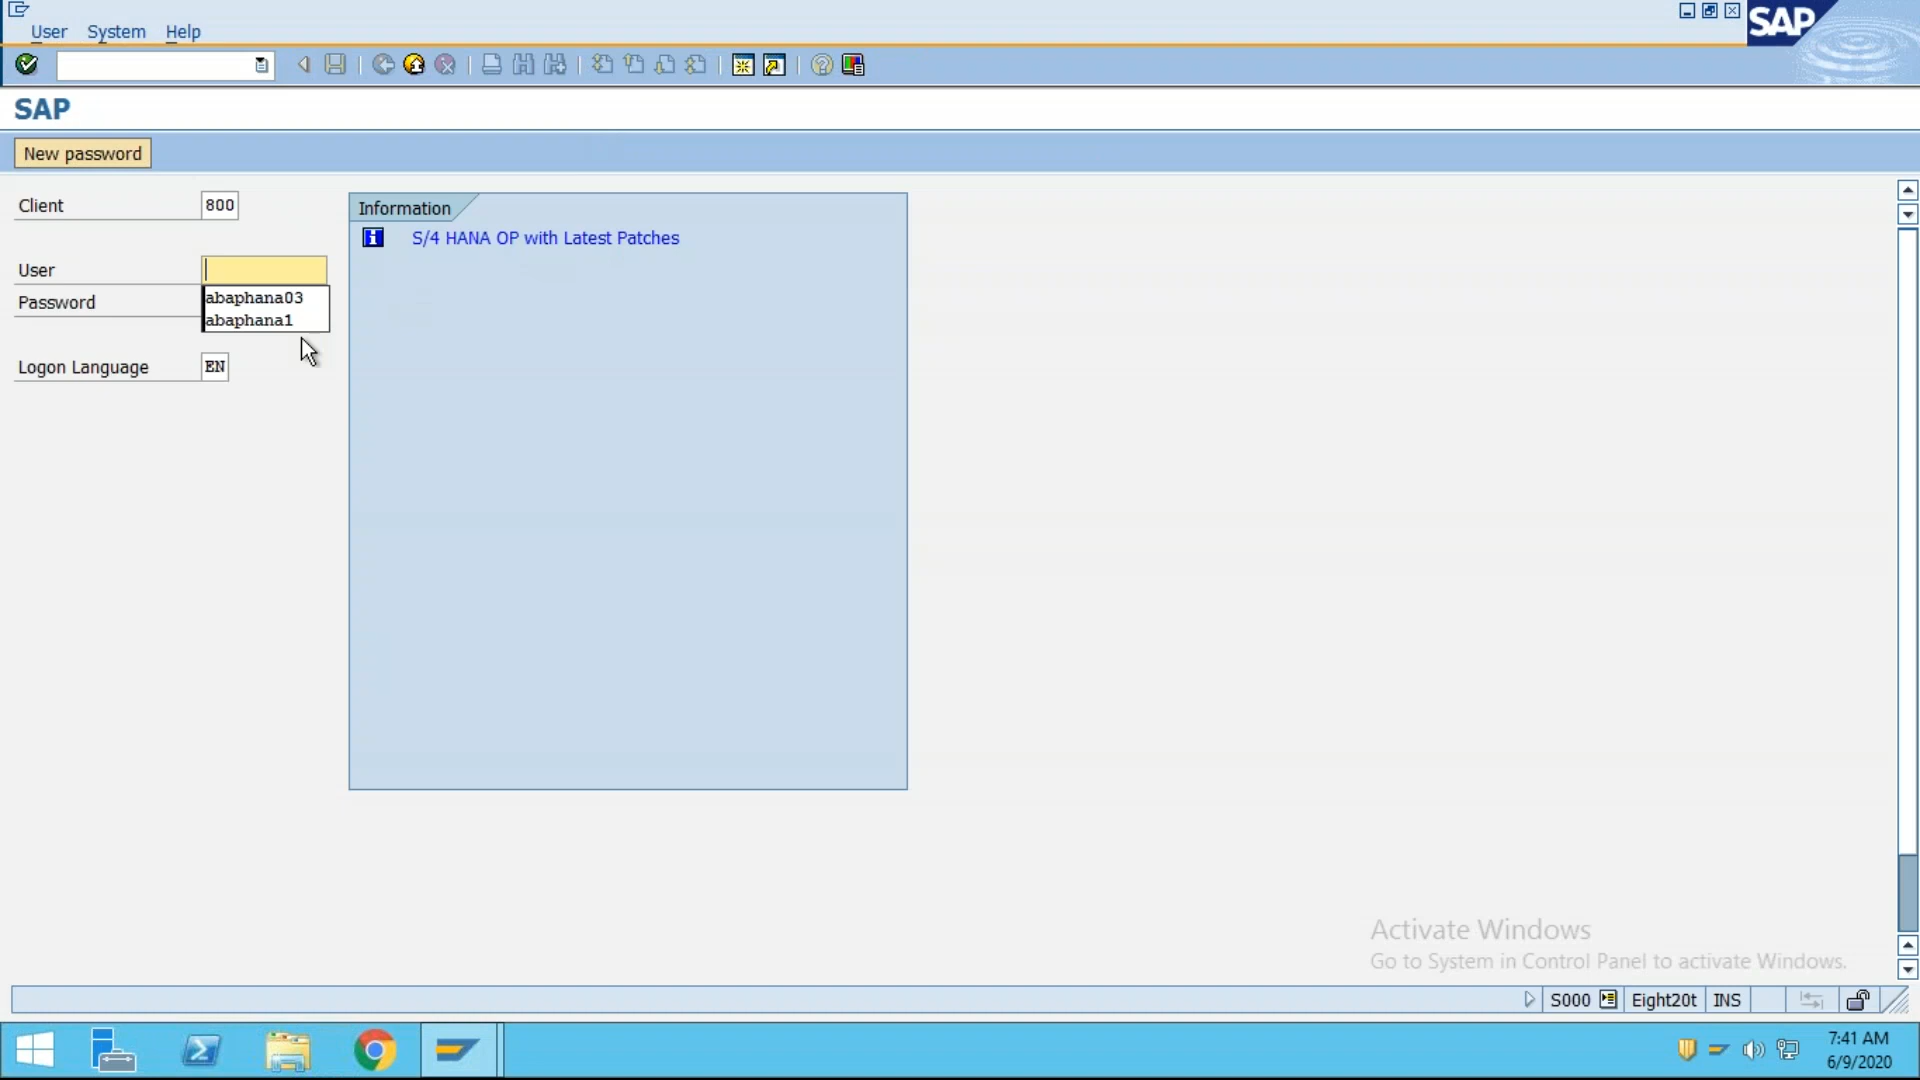 User System Help
SAP
SAP
New password
Client 800
Information
S/4 HANA OP with Latest Patches
User
abaphana03
Password
abaphana1
Logon Language EN
Activate Windows
Go to System in Control Panel to activate Windows.
S000 Eight20t INS
7:41 AM
6/9/2020